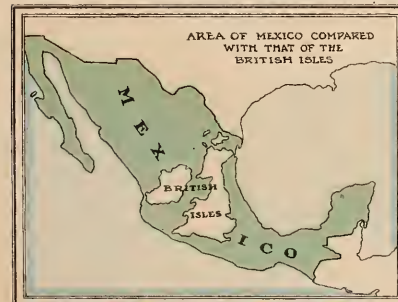 AREA OF MEXICO COMPARED
WITH THAT OF THE
BRITISH ISLES
MEX
BRITISH
ISLES
ICO